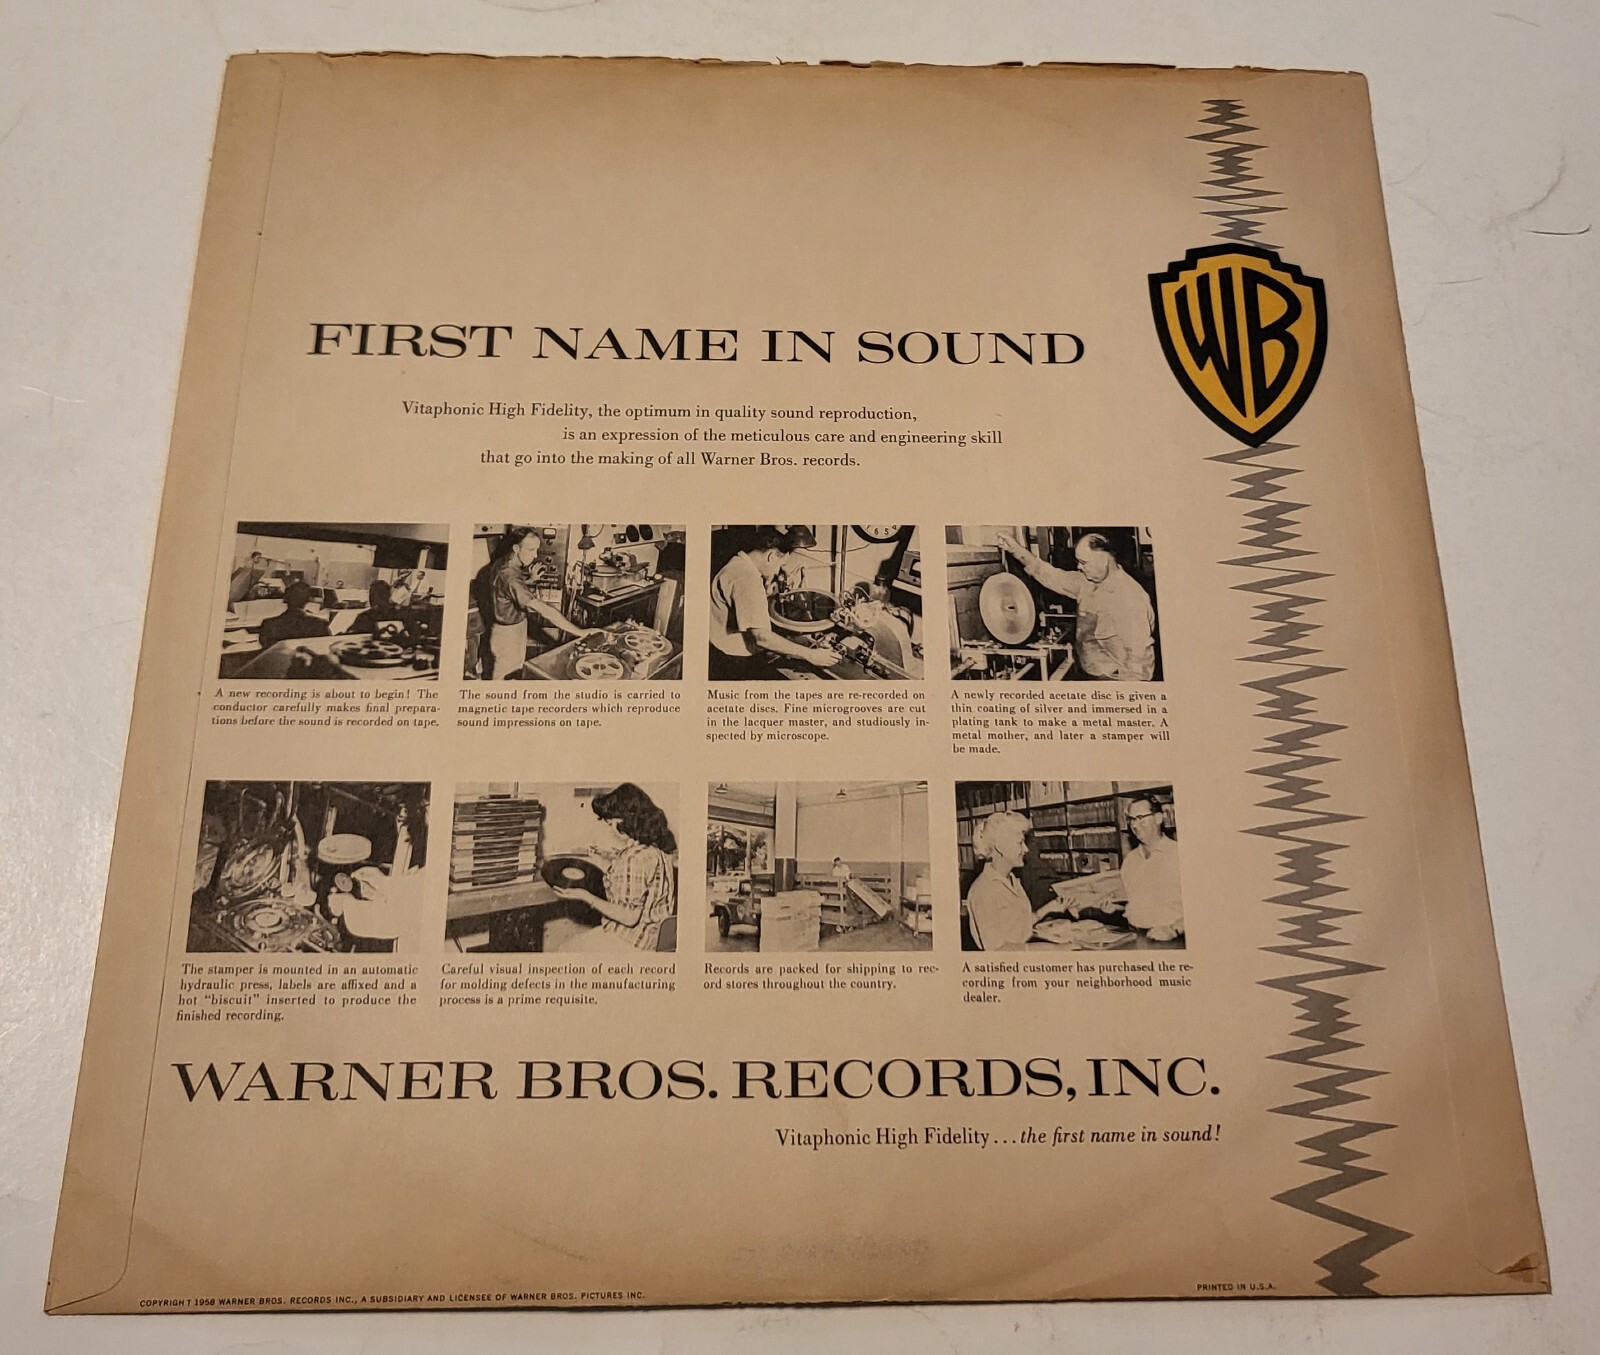 WB
FIRST NAME IN SOUND
Vitaphonic High Fidelity, the optimum in quality sound reproduction,
is an expression of the meticulous care and engineering skill
that go into the making of all Warner Bros. records.
A new recording is about to begin! The
conductor carefully makes final prepara-
tions before the sound is recorded on tape.
The sound from the studio is carried to
magnetic tape recorders which reproduce
sound impressions on tape.
Music from the tapes are re-recorded on
acetate discs. Fine microgrooves are cut
in the lacquer master, and studiously in-
spected by microscope.
A newly recorded acetate disc is given a
thin coating of silver and immersed in a
plating tank to make a metal master. A
metal mother, and later a stamper will
be made.
The stamper is mounted in an automatic
hydraulic press, labels are affixed and a
hot "biscuit" inserted to produce the
finished recording.
Careful visual inspection of each record
for molding defects in the manufacturing
process is a prime requisite.
Records are packed for shipping to rec-
ord stores throughout the country.
A satisfied customer has purchased the re-
cording from your neighborhood music
dealer.
WARNER BROS. RECORDS, INC.
Vitaphonic High Fidelity...the first name in sound!
COPYRIGHT 1958 WARNER BROS. RECORDS INC., A SUBSIDIARY AND LICENSEE OF WARNER BROS. PICTURES INC.
PRINTED IN U.S.A.